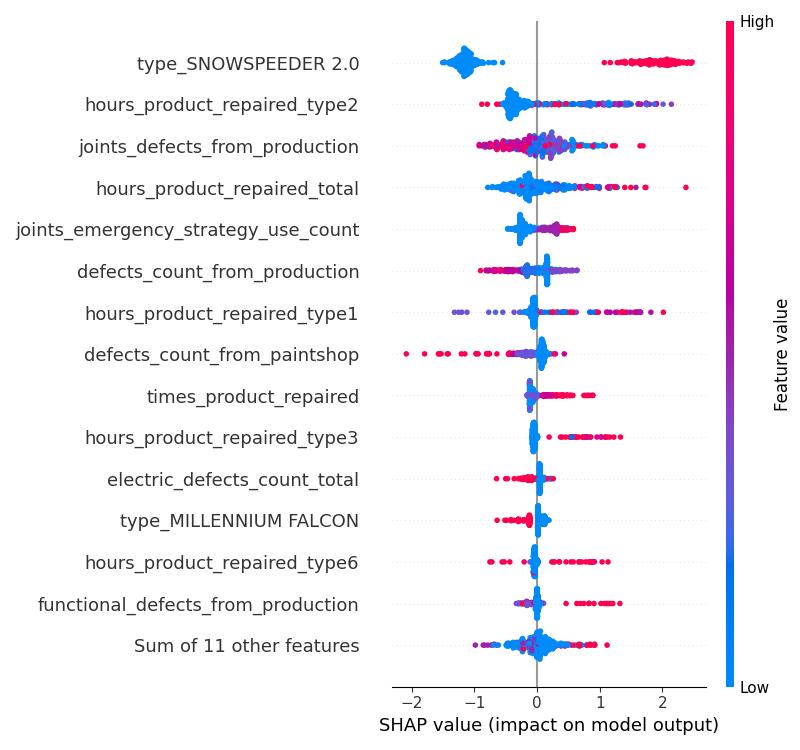 High
type_SNOWSPEEDER 2.0
hours_product_repaired_type2
joints_defects_from_production
hours_product_repaired_total
joints_emergency_strategy_use_count
defects_count_from_production
hours_product_repaired_type1
defects_count_from_paintshop
times_product_repaired
hours_product_repaired_type3
electric_defects_count_total
type_MILLENNIUM FALCON
hours_product_repaired_type6
functional_defects_from_production
Sum of 11 other features
Feature value
Low
−2 −1 0 1 2
SHAP value (impact on model output)